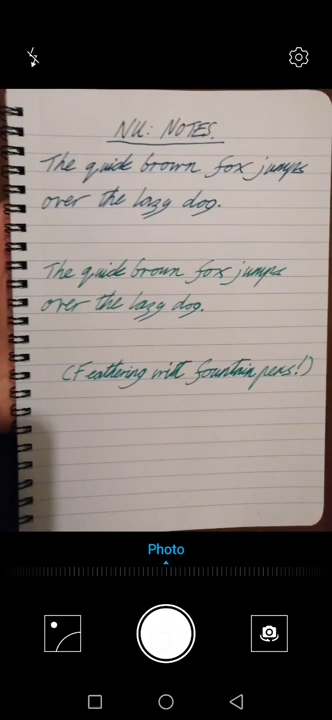 NU: NOTES.
The quick brown fox jumps
over the lazy dog.
The quick brown fox jumps
over the lazy dog.
(Feathering with fountain pens!)
Photo